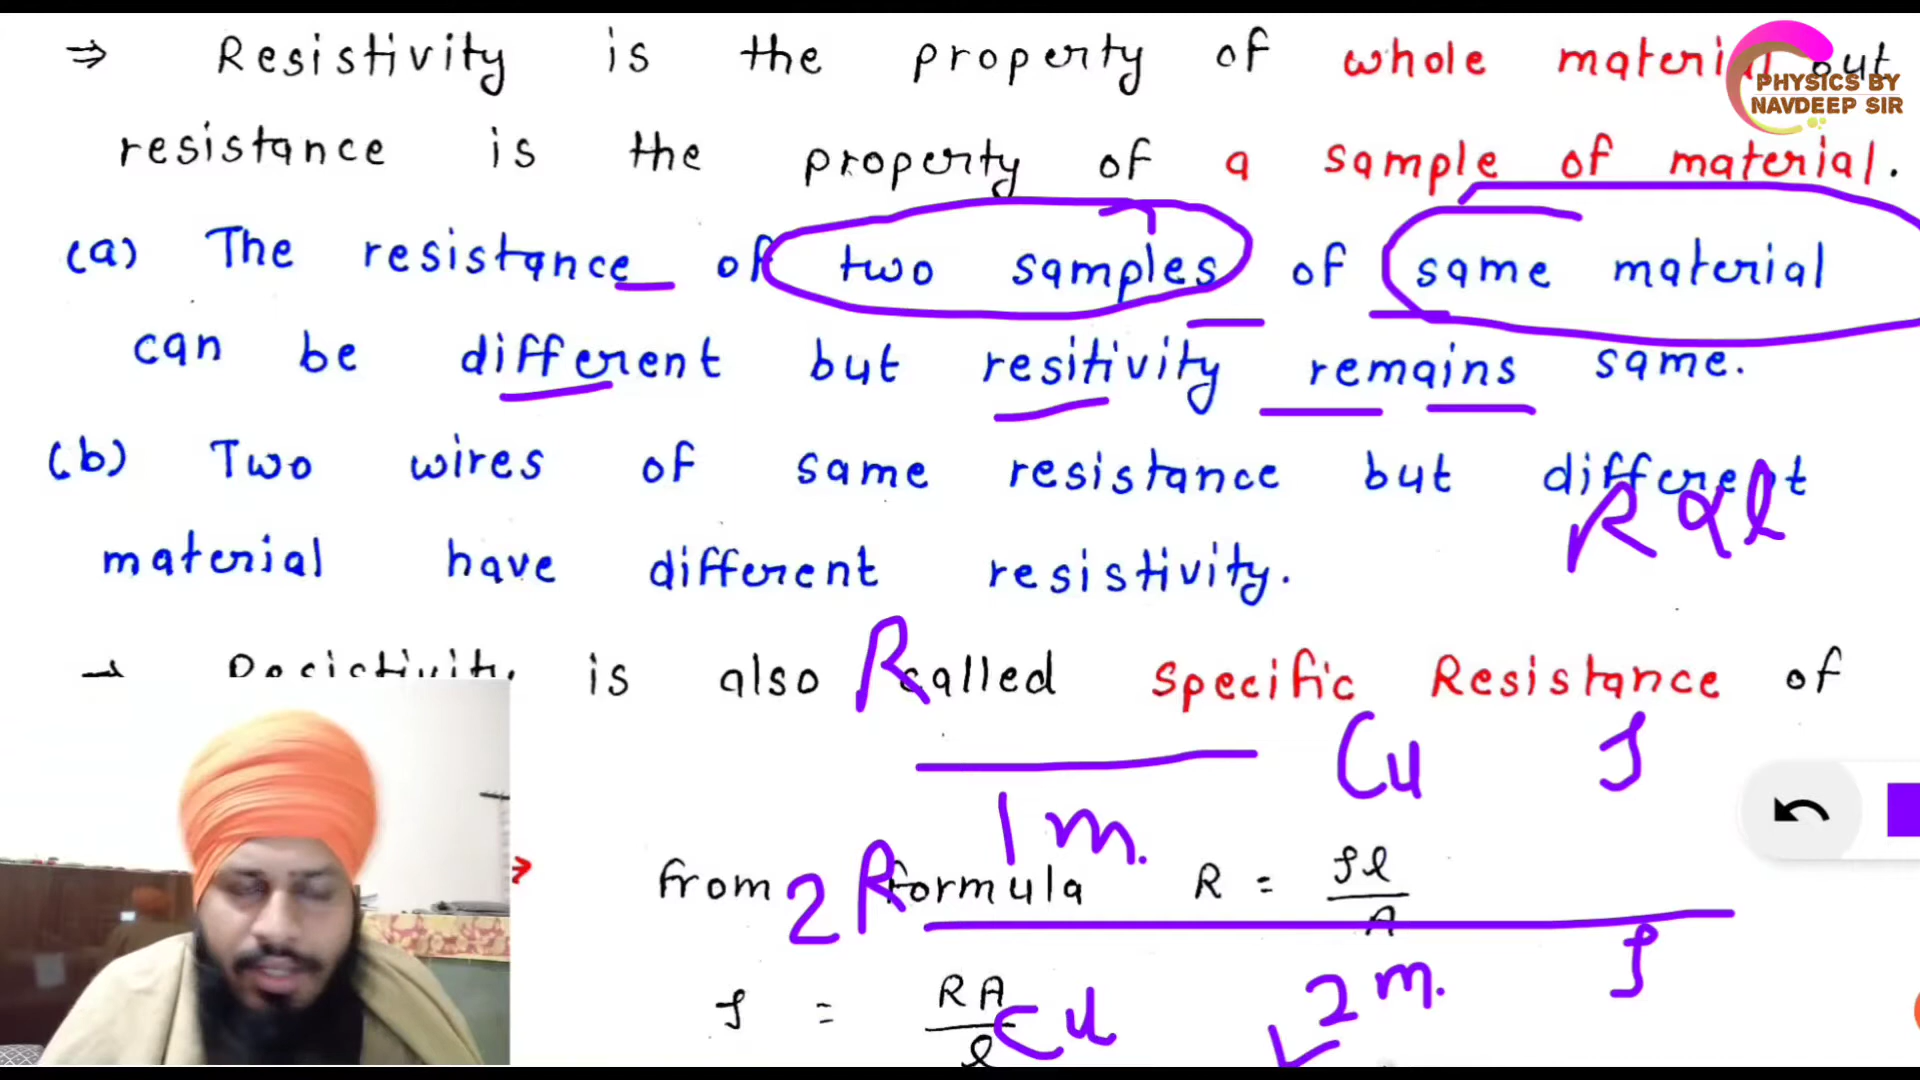 ⇒ Resistivity is the property of whole material but
PHYSICS BY
NAVDEEP SIR
resistance is the property of a sample of material.
(a) The resistance of two samples of same material
can be different but resitivity remains same.
(b) Two wires of same resistance but different
R α l
material have different resistivity.
→ Resistivity is also called Specific Resistance of
R
Cu ρ
1 m.
from formula R = ρl/A
2R
ρ
ρ = RA/l
Cu 2 m.